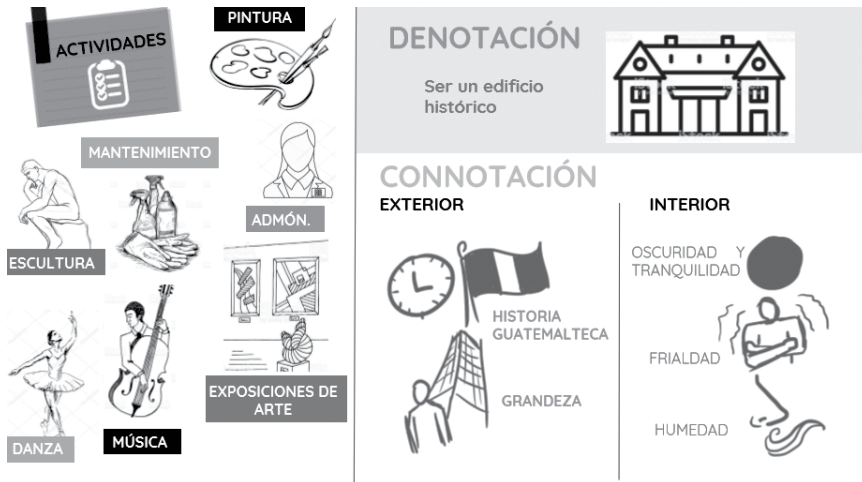 ACTIVIDADES
PINTURA
MANTENIMIENTO
ADMÓN.
ESCULTURA
EXPOSICIONES DE
ARTE
DANZA
MÚSICA
DENOTACIÓN
Ser un edificio
histórico
CONNOTACIÓN
EXTERIOR
HISTORIA
GUATEMALTECA
GRANDEZA
INTERIOR
OSCURIDAD Y
TRANQUILIDAD
FRIALDAD
HUMEDAD